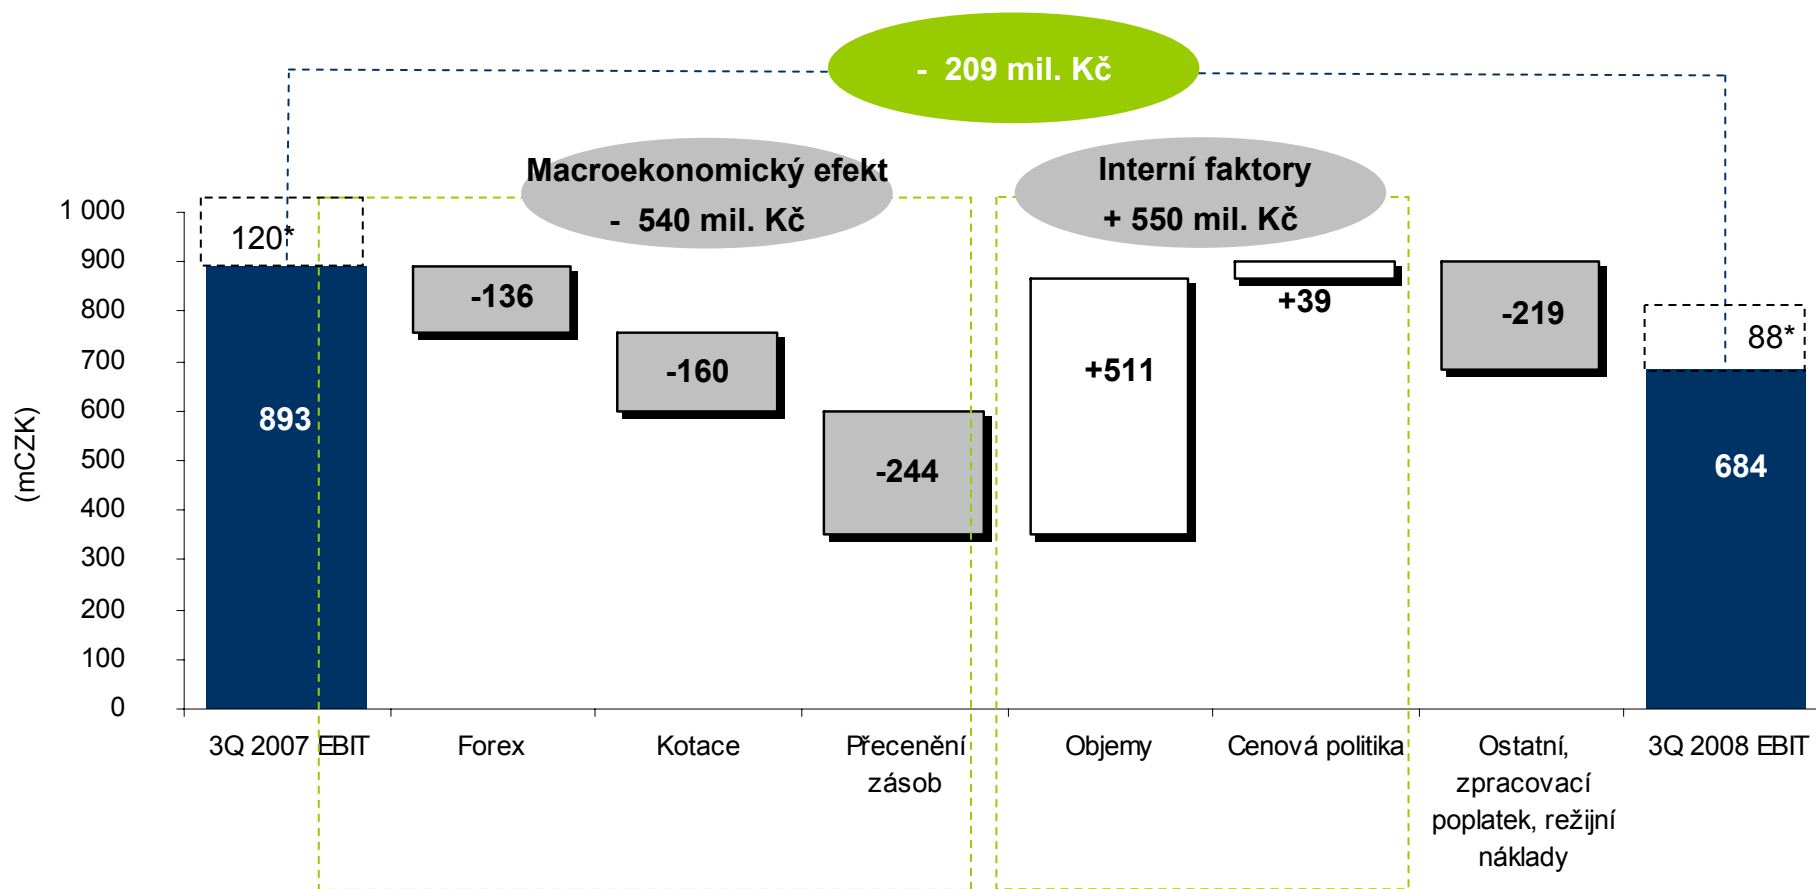 - 209 mil. Kč
Macroekonomický efekt
- 540 mil. Kč
Interní faktory
+ 550 mil. Kč
(mCZK)
1 000
900
800
700
600
500
400
300
200
100
0
120*
893
-136
-160
-244
+511
+39
-219
88*
684
3Q 2007 EBIT
Forex
Kotace
Přecenění
zásob
Objemy
Cenová politika
Ostatní,
zpracovací
poplatek, režijní
náklady
3Q 2008 EBIT